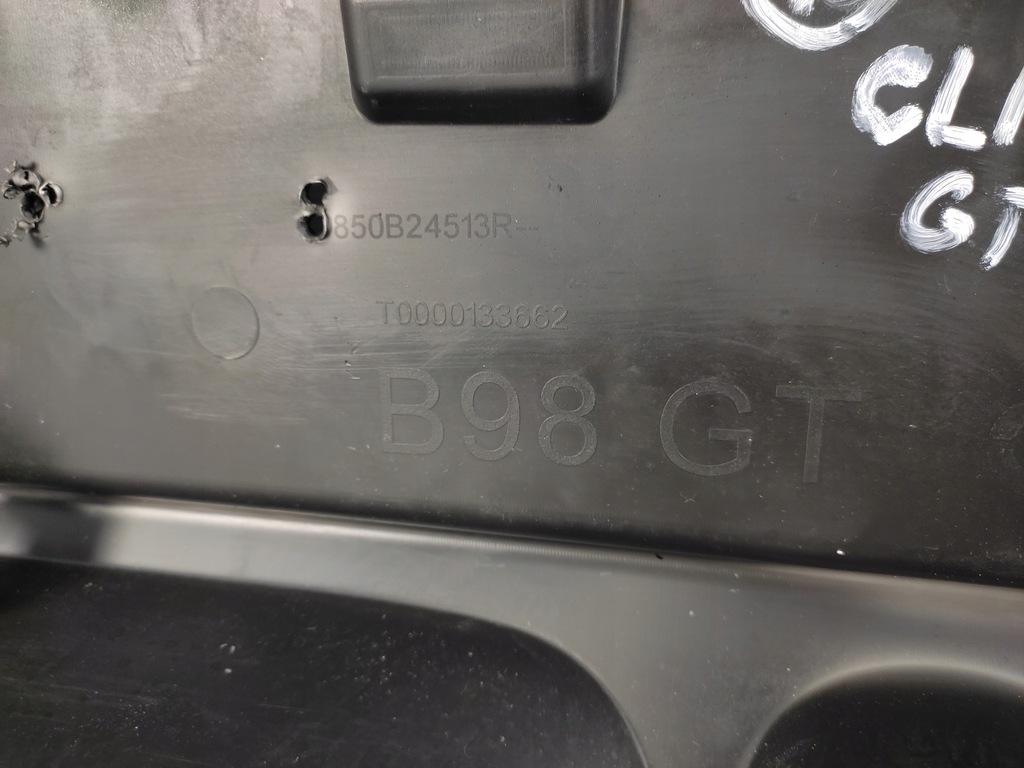 CLI
GT
850B24513R--
T0000133662
B98 GT